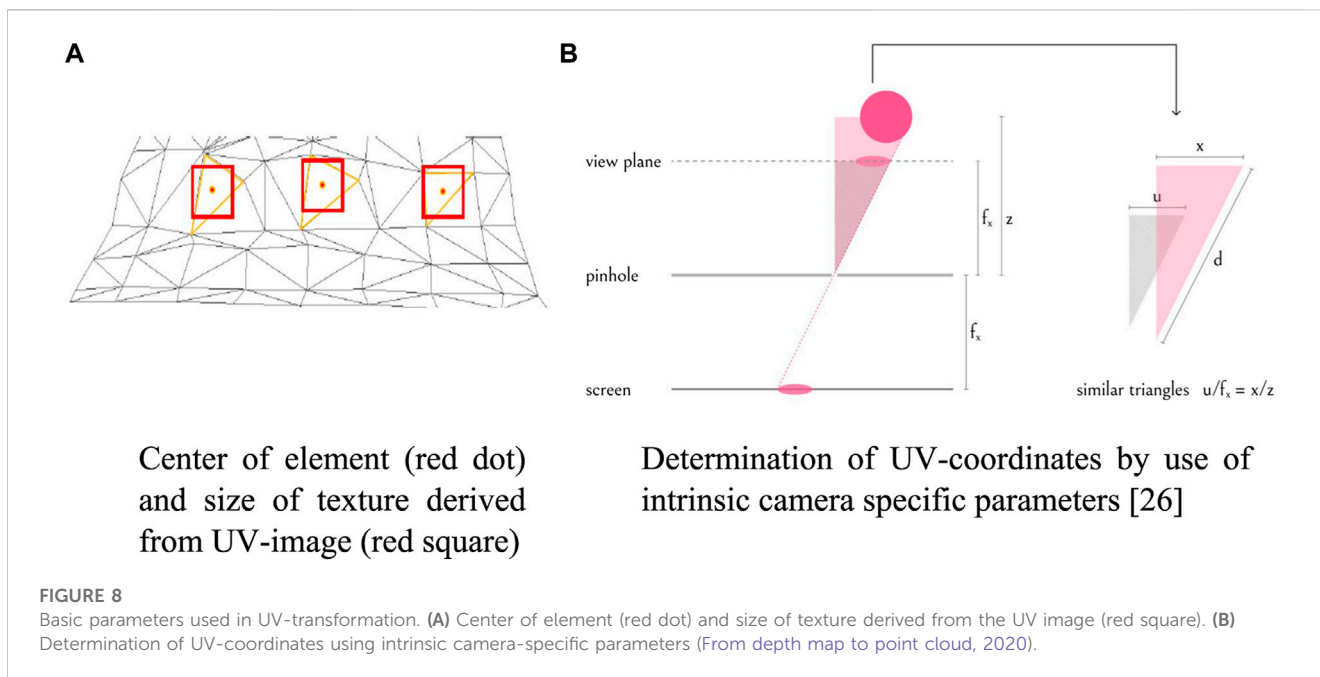 A
B
view plane
pinhole
screen
fₓ
z
fₓ
x
u
d
similar triangles u/fₓ = x/z
Center of element (red dot)
and size of texture derived
from UV-image (red square)
Determination of UV-coordinates by use of
intrinsic camera specific parameters [26]
FIGURE 8
Basic parameters used in UV-transformation. (A) Center of element (red dot) and size of texture derived from the UV image (red square). (B)
Determination of UV-coordinates using intrinsic camera-specific parameters (From depth map to point cloud, 2020).